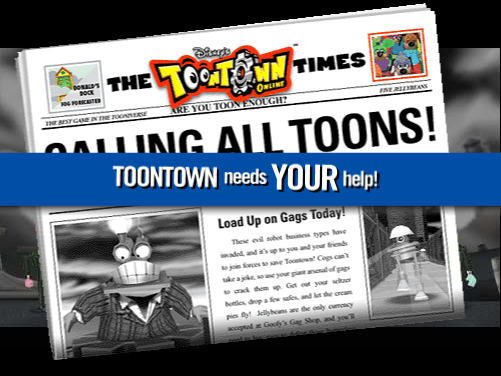 THE Disney's TOONTOWN ONLINE TIMES
DONALD'S
DOCK
FOG FORECASTED
ARE YOU TOON ENOUGH?
THE BEST GAME IN THE TOONIVERSE
FIVE JELLYBEANS
CALLING ALL TOONS!
TOONTOWN needs YOUR help!
Load Up on Gags Today!
These evil robot business types have
invaded, and it's up to you and your friends
to join forces to save Toontown! Cogs can't
take a joke, so use your giant arsenal of gags
to crack them up. Get out your seltzer
bottles, drop a few safes, and let the cream
pies fly! Jellybeans are the only currency
accepted at Goofy's Gag Shop, and you'll